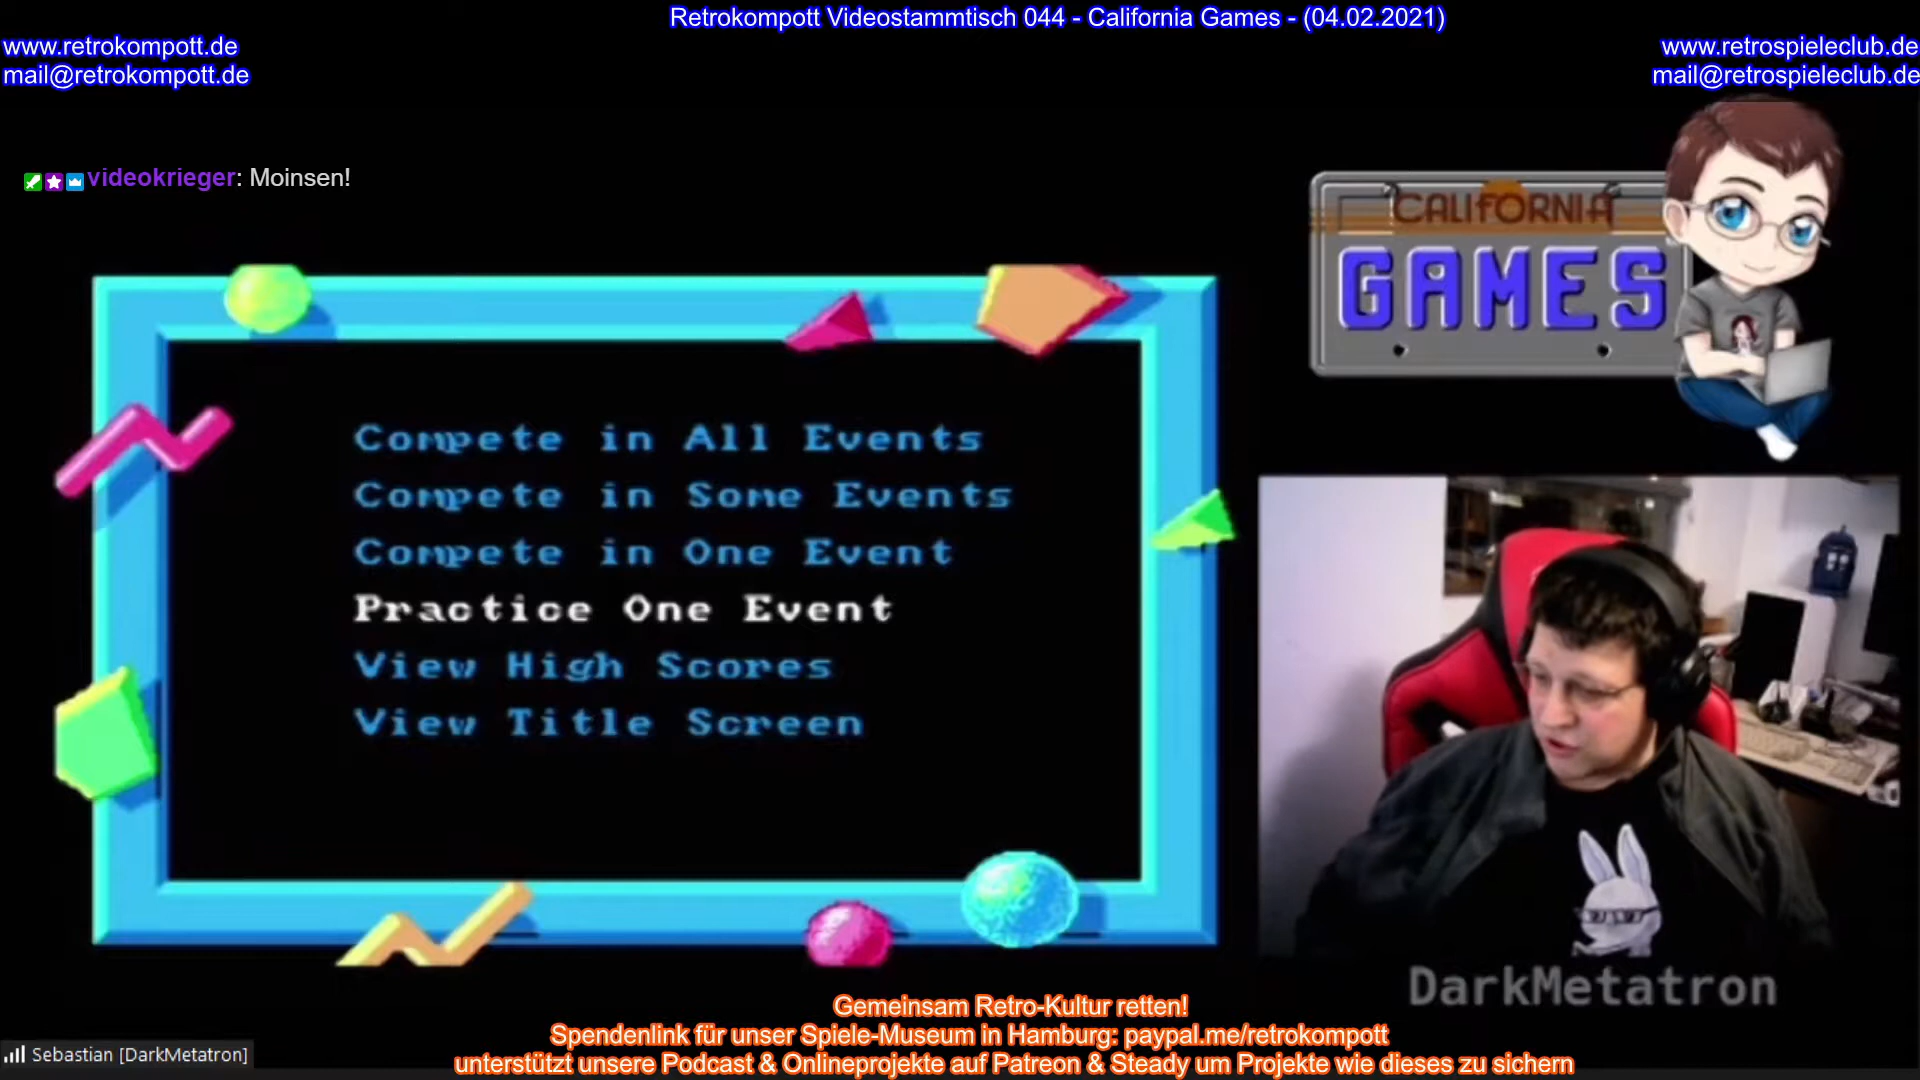 Retrokompott Videostammtisch 044 - California Games - (04.02.2021)
www.retrokompott.de
mail@retrokompott.de
www.retrospieleclub.de
mail@retrospieleclub.de
videokrieger: Moinsen!
CALIFORNIA
GAMES
Compete in All Events
Compete in Some Events
Compete in One Event
Practice One Event
View High Scores
View Title Screen
DarkMetatron
Gemeinsam Retro-Kultur retten!
Spendenlink für unser Spiele-Museum in Hamburg: paypal.me/retrokompott
unterstützt unsere Podcast & Onlineprojekte auf Patreon & Steady um Projekte wie dieses zu sichern
Sebastian [DarkMetatron]